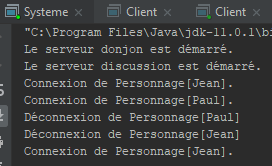 Systeme × Client × Client ×
"C:\Program Files\Java\jdk-11.0.1\bi
Le serveur donjon est démarré.
Le serveur discussion est démarré.
Connexion de Personnage[Jean].
Connexion de Personnage[Paul].
Déconnexion de Personnage[Paul]
Déconnexion de Personnage[Jean]
Connexion de Personnage[Jean].